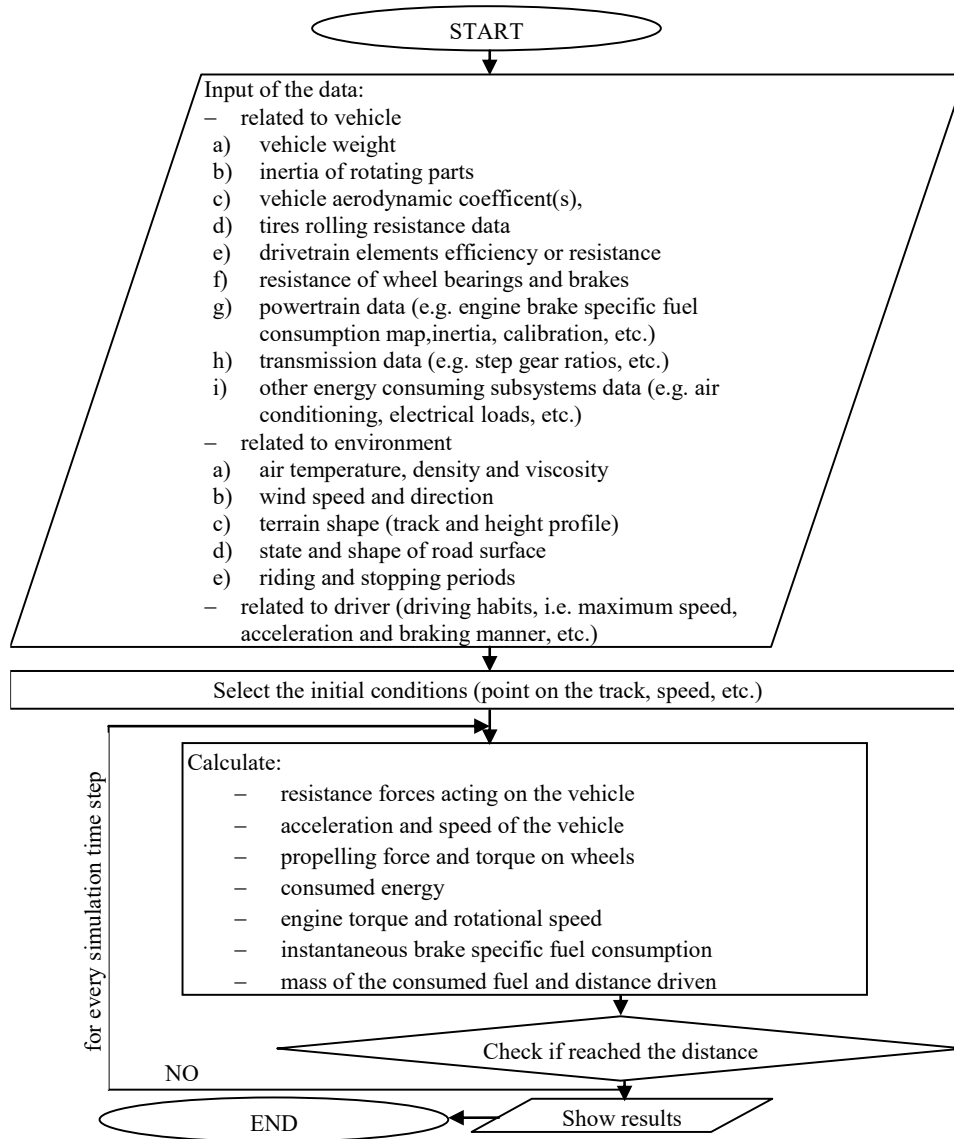 START
Input of the data:
– related to vehicle
a) vehicle weight
b) inertia of rotating parts
c) vehicle aerodynamic coefficent(s),
d) tires rolling resistance data
e) drivetrain elements efficiency or resistance
f) resistance of wheel bearings and brakes
g) powertrain data (e.g. engine brake specific fuel
consumption map,inertia, calibration, etc.)
h) transmission data (e.g. step gear ratios, etc.)
i) other energy consuming subsystems data (e.g. air
conditioning, electrical loads, etc.)
– related to environment
a) air temperature, density and viscosity
b) wind speed and direction
c) terrain shape (track and height profile)
d) state and shape of road surface
e) riding and stopping periods
– related to driver (driving habits, i.e. maximum speed,
acceleration and braking manner, etc.)
Select the initial conditions (point on the track, speed, etc.)
for every simulation time step
Calculate:
– resistance forces acting on the vehicle
– acceleration and speed of the vehicle
– propelling force and torque on wheels
– consumed energy
– engine torque and rotational speed
– instantaneous brake specific fuel consumption
– mass of the consumed fuel and distance driven
Check if reached the distance
NO
Show results
END